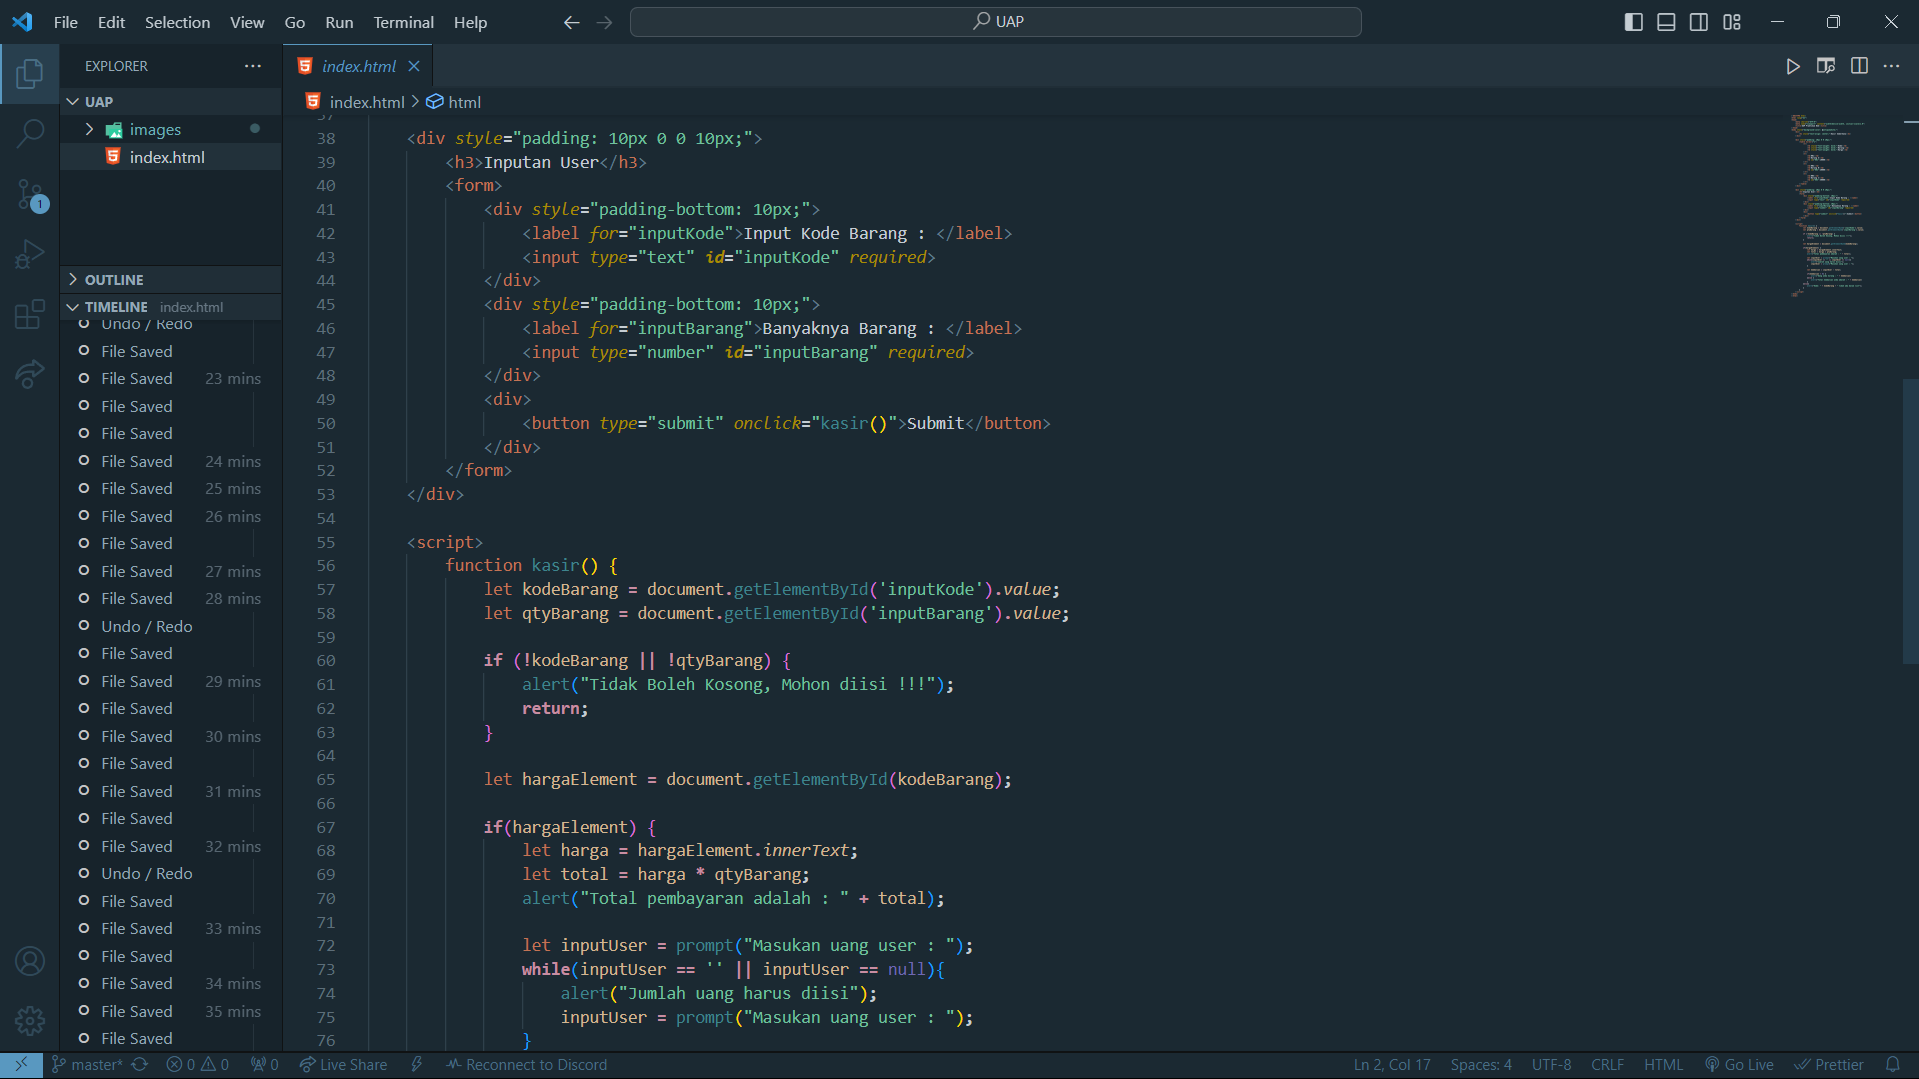 File Edit Selection View Go Run Terminal Help
UAP
EXPLORER
UAP
images
index.html
OUTLINE
TIMELINE index.html
Undo / Redo
File Saved
File Saved 23 mins
File Saved
File Saved
File Saved 24 mins
File Saved 25 mins
File Saved 26 mins
File Saved
File Saved 27 mins
File Saved 28 mins
Undo / Redo
File Saved
File Saved 29 mins
File Saved
File Saved 30 mins
File Saved
File Saved 31 mins
File Saved
File Saved 32 mins
Undo / Redo
File Saved
File Saved 33 mins
File Saved
File Saved 34 mins
File Saved 35 mins
File Saved
1
index.html
index.html > html
37
38 <div style="padding: 10px 0 0 10px;">
39 <h3>Inputan User</h3>
40 <form>
41 <div style="padding-bottom: 10px;">
42 <label for="inputKode">Input Kode Barang : </label>
43 <input type="text" id="inputKode" required>
44 </div>
45 <div style="padding-bottom: 10px;">
46 <label for="inputBarang">Banyaknya Barang : </label>
47 <input type="number" id="inputBarang" required>
48 </div>
49 <div>
50 <button type="submit" onclick="kasir()">Submit</button>
51 </div>
52 </form>
53 </div>
54
55 <script>
56 function kasir() {
57 let kodeBarang = document.getElementById('inputKode').value;
58 let qtyBarang = document.getElementById('inputBarang').value;
59
60 if (!kodeBarang || !qtyBarang) {
61 alert("Tidak Boleh Kosong, Mohon diisi !!!");
62 return;
63 }
64
65 let hargaElement = document.getElementById(kodeBarang);
66
67 if(hargaElement) {
68 let harga = hargaElement.innerText;
69 let total = harga * qtyBarang;
70 alert("Total pembayaran adalah : " + total);
71
72 let inputUser = prompt("Masukan uang user : ");
73 while(inputUser == '' || inputUser == null){
74 alert("Jumlah uang harus diisi");
75 inputUser = prompt("Masukan uang user : ");
76 }
master* 0 0 0 Live Share Reconnect to Discord Ln 2, Col 17 Spaces: 4 UTF-8 CRLF HTML Go Live Prettier